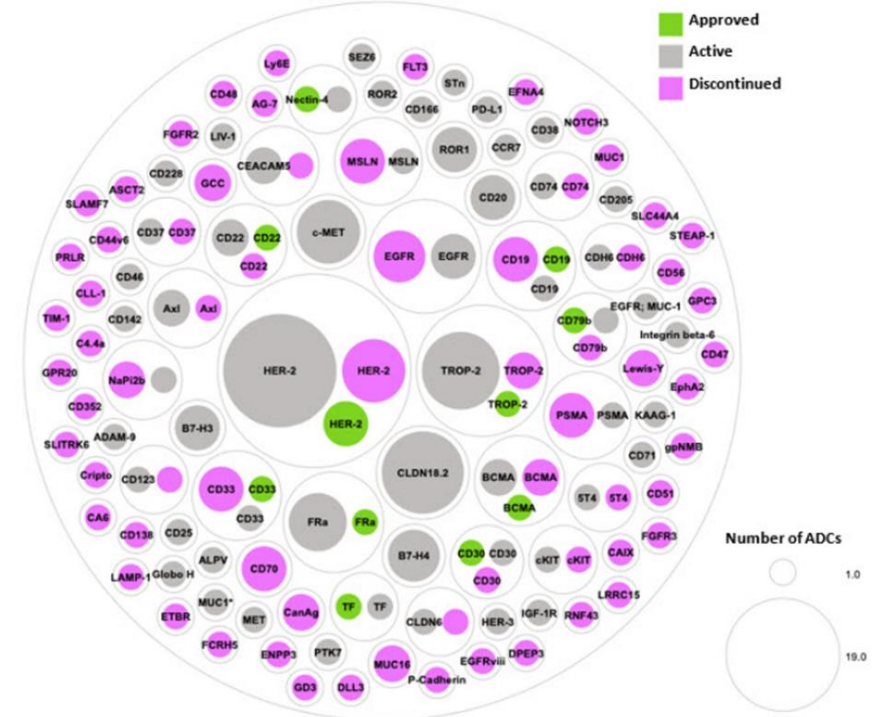 Approved
Active
Discontinued
Ly6E
SEZ6
FLT3
STn
CD48
AG-7
Nectin-4
ROR2
CD166
PD-L1
EFNA4
FGFR2
LIV-1
CEACAM5
MSLN
MSLN
ROR1
CCR7
CD38
NOTCH3
MUC1
CD228
GCC
CD20
CD74
CD74
CD205
SLAMF7
ASCT2
CD44v6
CD37
CD37
CD22
CD22
CD22
c-MET
EGFR
EGFR
CD19
CD19
CD19
CDH6
CDH6
SLC44A4
STEAP-1
CD56
PRLR
CD46
CLL-1
TIM-1
CD142
Axl
Axl
C4.4a
CD79b
CD79b
EGFR; MUC-1
GPC3
Integrin beta-6
CD47
GPR20
NaPi2b
HER-2
HER-2
HER-2
TROP-2
TROP-2
TROP-2
Lewis-Y
EphA2
CD352
B7-H3
PSMA
PSMA
KAAG-1
SLITRK6
ADAM-9
gpNMB
CD71
Cripto
CD123
CD33
CD33
CD33
CLDN18.2
BCMA
BCMA
BCMA
5T4
5T4
CD51
CA6
CD138
CD25
FRa
FRa
FGFR3
LAMP-1
Globo H
ALPV
CD70
B7-H4
CD30
CD30
CD30
cKIT
cKIT
CAIX
ETBR
MUC1*
MET
CanAg
TF
TF
CLDN6
HER-3
IGF-1R
RNF43
LRRC15
FCRH5
ENPP3
PTK7
MUC16
EGFRviii
DPEP3
GD3
DLL3
P-Cadherin
Number of ADCs
1.0
19.0